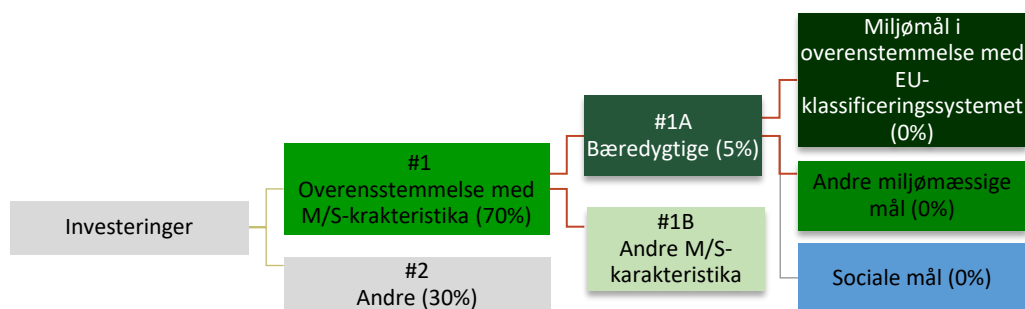 Investeringer
#1
Overensstemmelse med
M/S-krakteristika (70%)
#2
Andre (30%)
#1A
Bæredygtige (5%)
#1B
Andre M/S-
karakteristika
Miljømål i
overenstemmelse med
EU-
klassificeringssystemet
(0%)
Andre miljømæssige
mål (0%)
Sociale mål (0%)